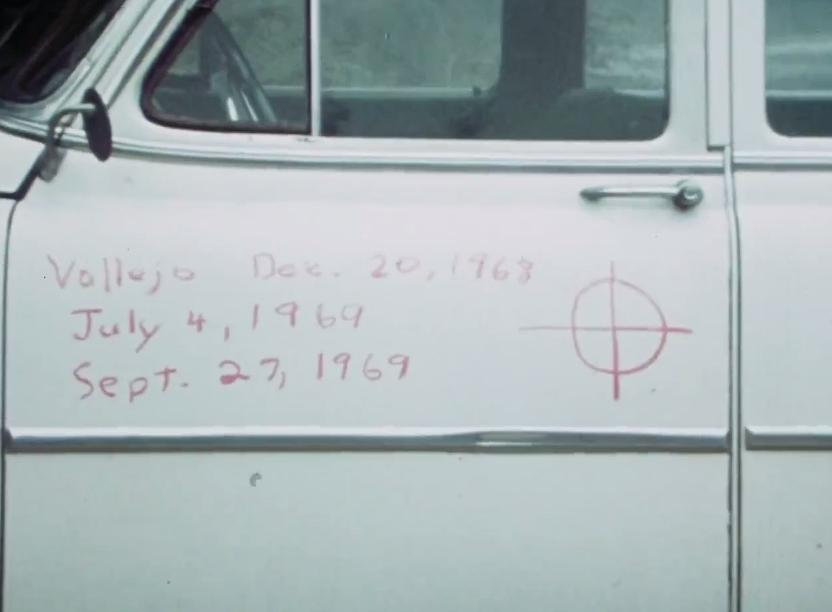 Vallejo Dec. 20, 1968
July 4, 1969
Sept. 27, 1969